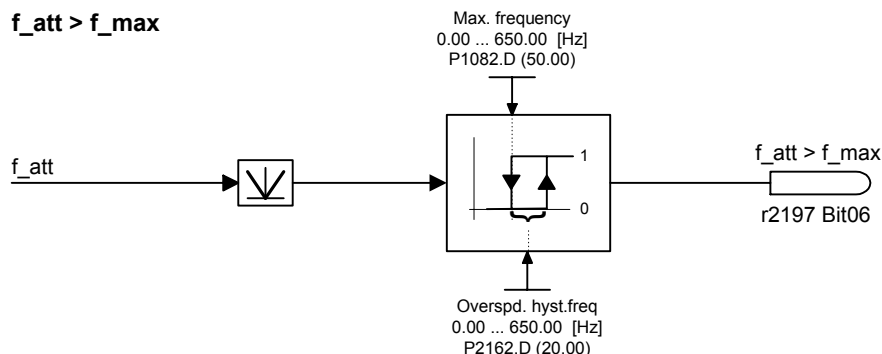 f_att > f_max
Max. frequency
0.00 ... 650.00 [Hz]
P1082.D (50.00)
f_att
1
0
f_att > f_max
r2197 Bit06
Overspd. hyst.freq
0.00 ... 650.00 [Hz]
P2162.D (20.00)